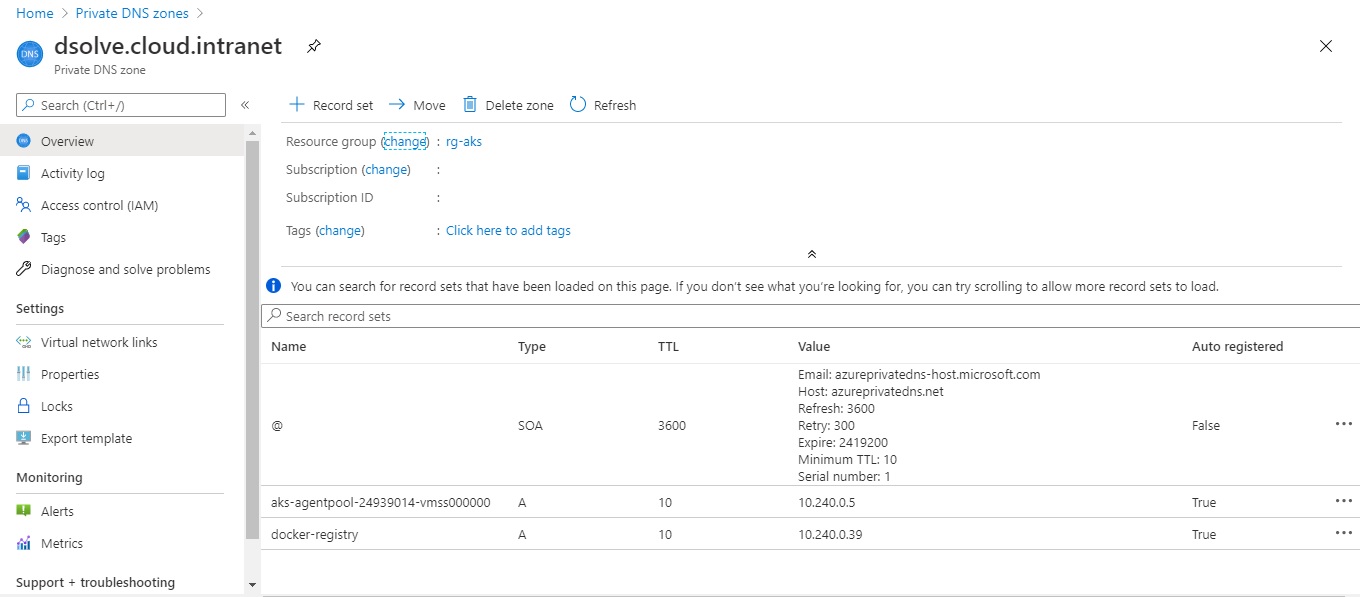 Home > Private DNS zones >
DNS
dsolve.cloud.intranet
Private DNS zone
Search (Ctrl+/)
«
Overview
Activity log
Access control (IAM)
Tags
Diagnose and solve problems
Settings
Virtual network links
Properties
Locks
Export template
Monitoring
Alerts
Metrics
Support + troubleshooting
Record set Move Delete zone Refresh
Resource group (change) : rg-aks
Subscription (change) :
Subscription ID :
Tags (change) : Click here to add tags
You can search for record sets that have been loaded on this page. If you don't see what you're looking for, you can try scrolling to allow more record sets to load.
Search record sets
Name Type TTL Value Auto registered
Email: azureprivatedns-host.microsoft.com
Host: azureprivatedns.net
Refresh: 3600
@ SOA 3600 Retry: 300 False ...
Expire: 2419200
Minimum TTL: 10
Serial number: 1
aks-agentpool-24939014-vmss000000 A 10 10.240.0.5 True ...
docker-registry A 10 10.240.0.39 True ...